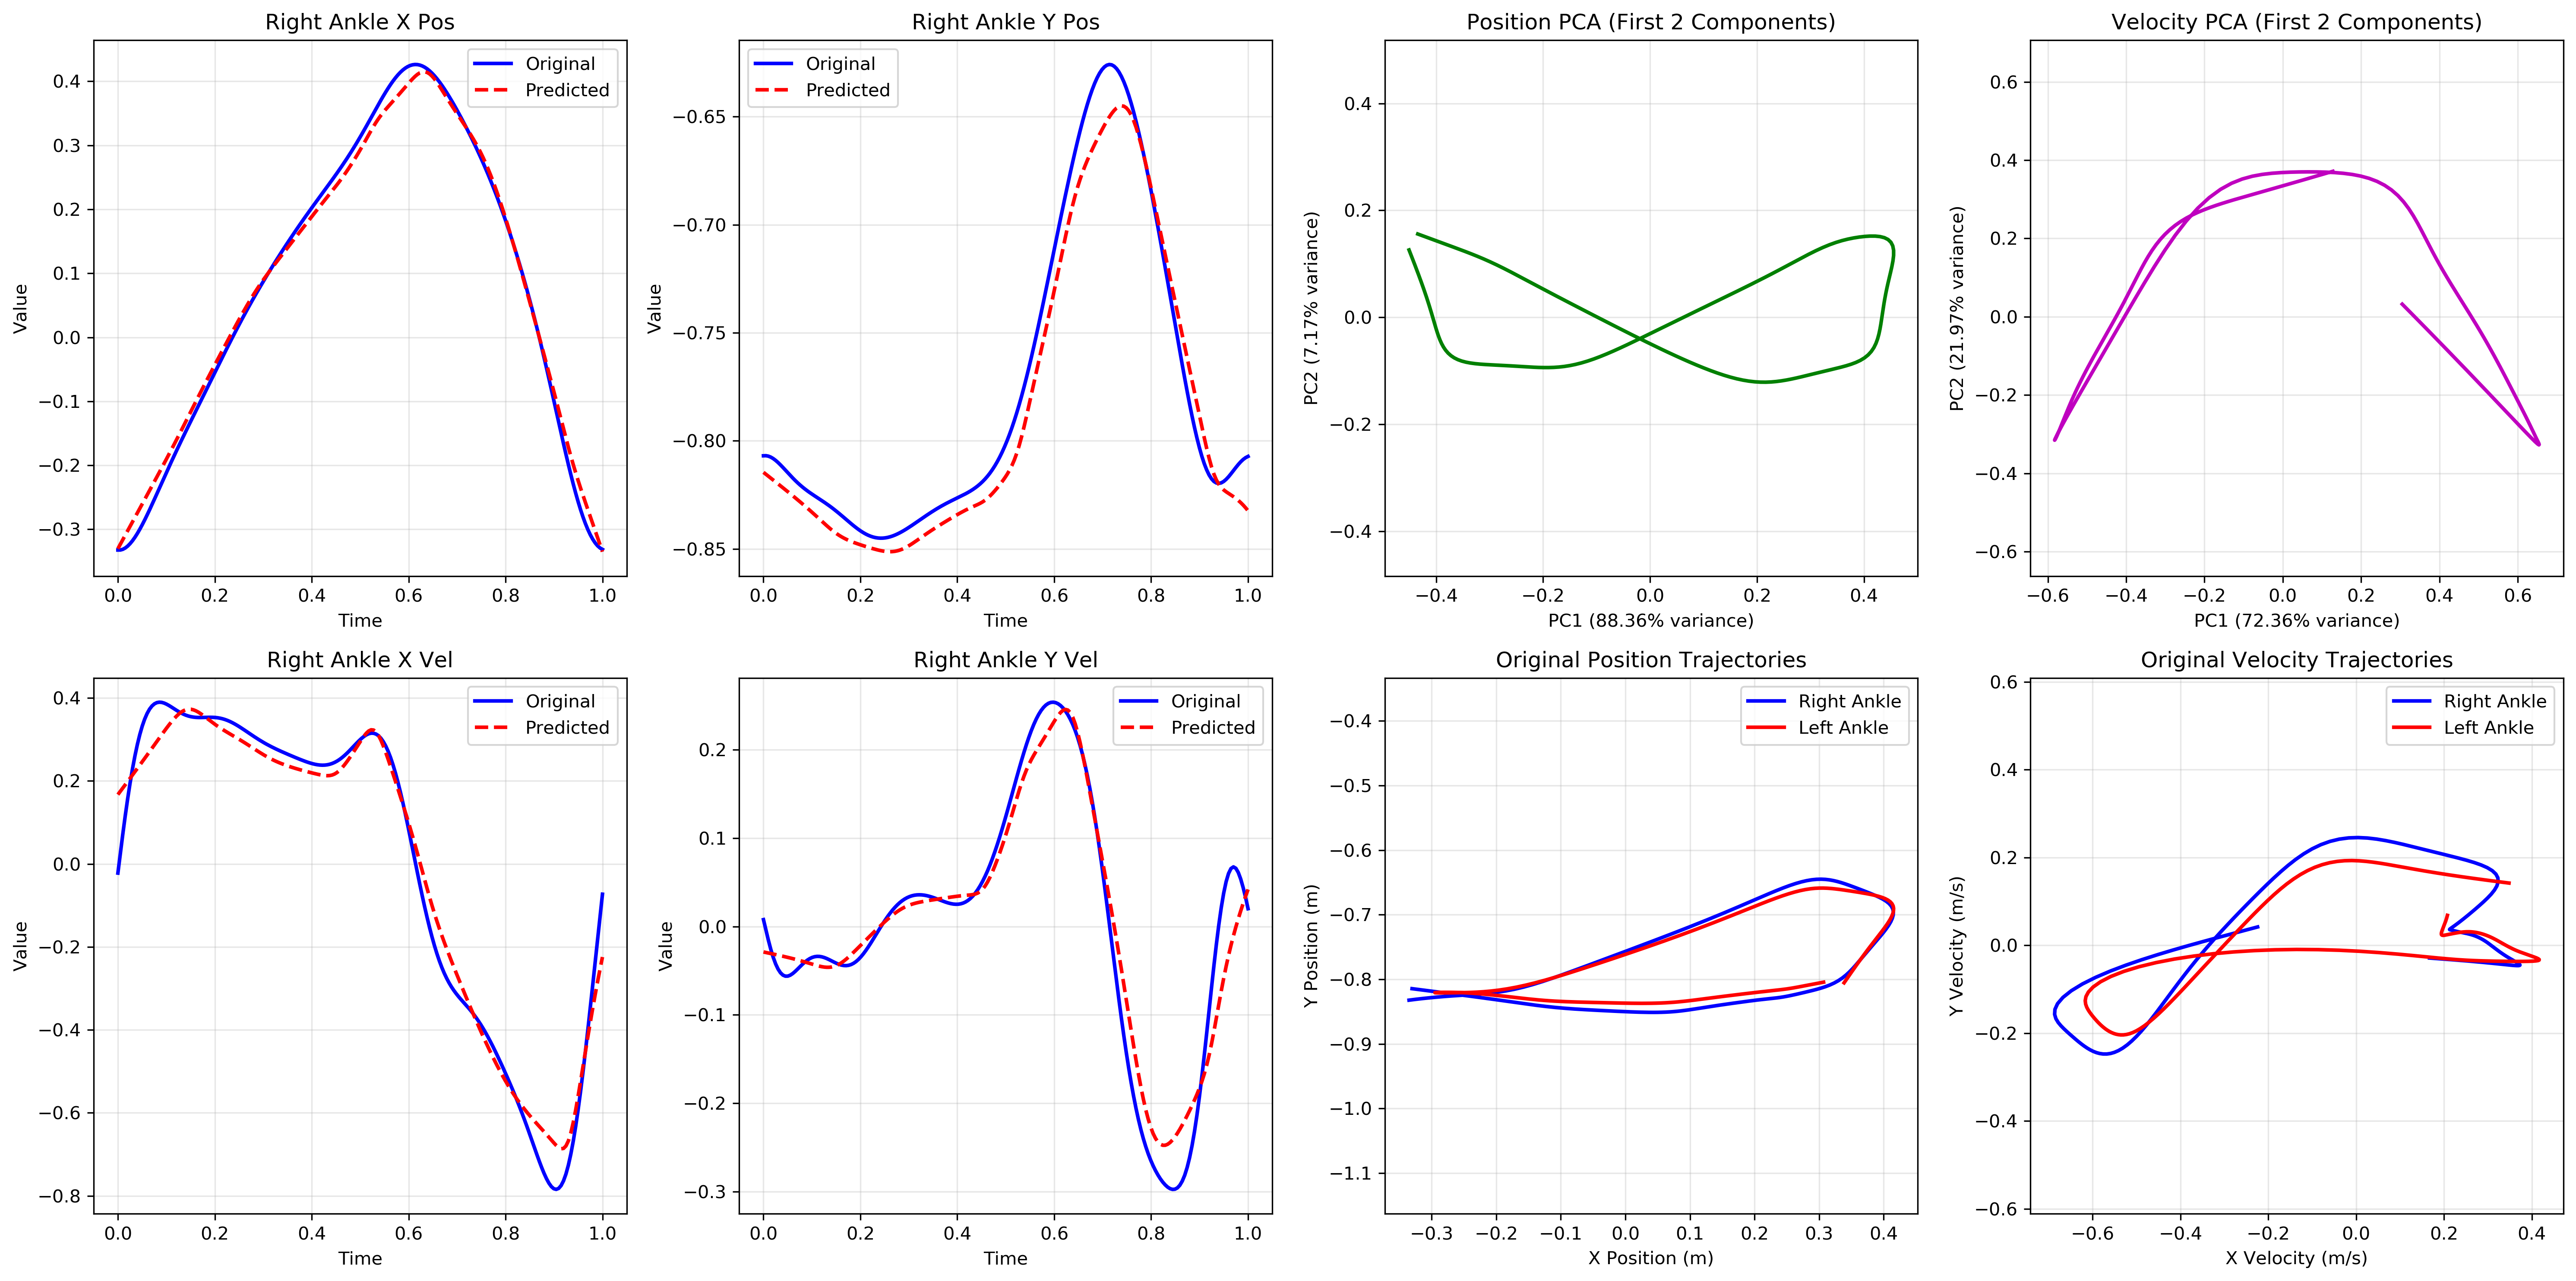 Right Ankle X Pos
Original
Predicted
0.4
0.3
0.2
0.1
0.0
−0.1
−0.2
−0.3
Value
0.0 0.2 0.4 0.6 0.8 1.0
Time
Right Ankle Y Pos
Original
Predicted
−0.65
−0.70
−0.75
−0.80
−0.85
Value
0.0 0.2 0.4 0.6 0.8 1.0
Time
Position PCA (First 2 Components)
0.4
0.2
0.0
−0.2
−0.4
PC2 (7.17% variance)
−0.4 −0.2 0.0 0.2 0.4
PC1 (88.36% variance)
Velocity PCA (First 2 Components)
0.6
0.4
0.2
0.0
−0.2
−0.4
−0.6
PC2 (21.97% variance)
−0.6 −0.4 −0.2 0.0 0.2 0.4 0.6
PC1 (72.36% variance)
Right Ankle X Vel
Original
Predicted
0.4
0.2
0.0
−0.2
−0.4
−0.6
−0.8
Value
0.0 0.2 0.4 0.6 0.8 1.0
Time
Right Ankle Y Vel
Original
Predicted
0.2
0.1
0.0
−0.1
−0.2
−0.3
Value
0.0 0.2 0.4 0.6 0.8 1.0
Time
Original Position Trajectories
Right Ankle
Left Ankle
−0.4
−0.5
−0.6
−0.7
−0.8
−0.9
−1.0
−1.1
Y Position (m)
−0.3 −0.2 −0.1 0.0 0.1 0.2 0.3 0.4
X Position (m)
Original Velocity Trajectories
Right Ankle
Left Ankle
0.6
0.4
0.2
0.0
−0.2
−0.4
−0.6
Y Velocity (m/s)
−0.6 −0.4 −0.2 0.0 0.2 0.4
X Velocity (m/s)